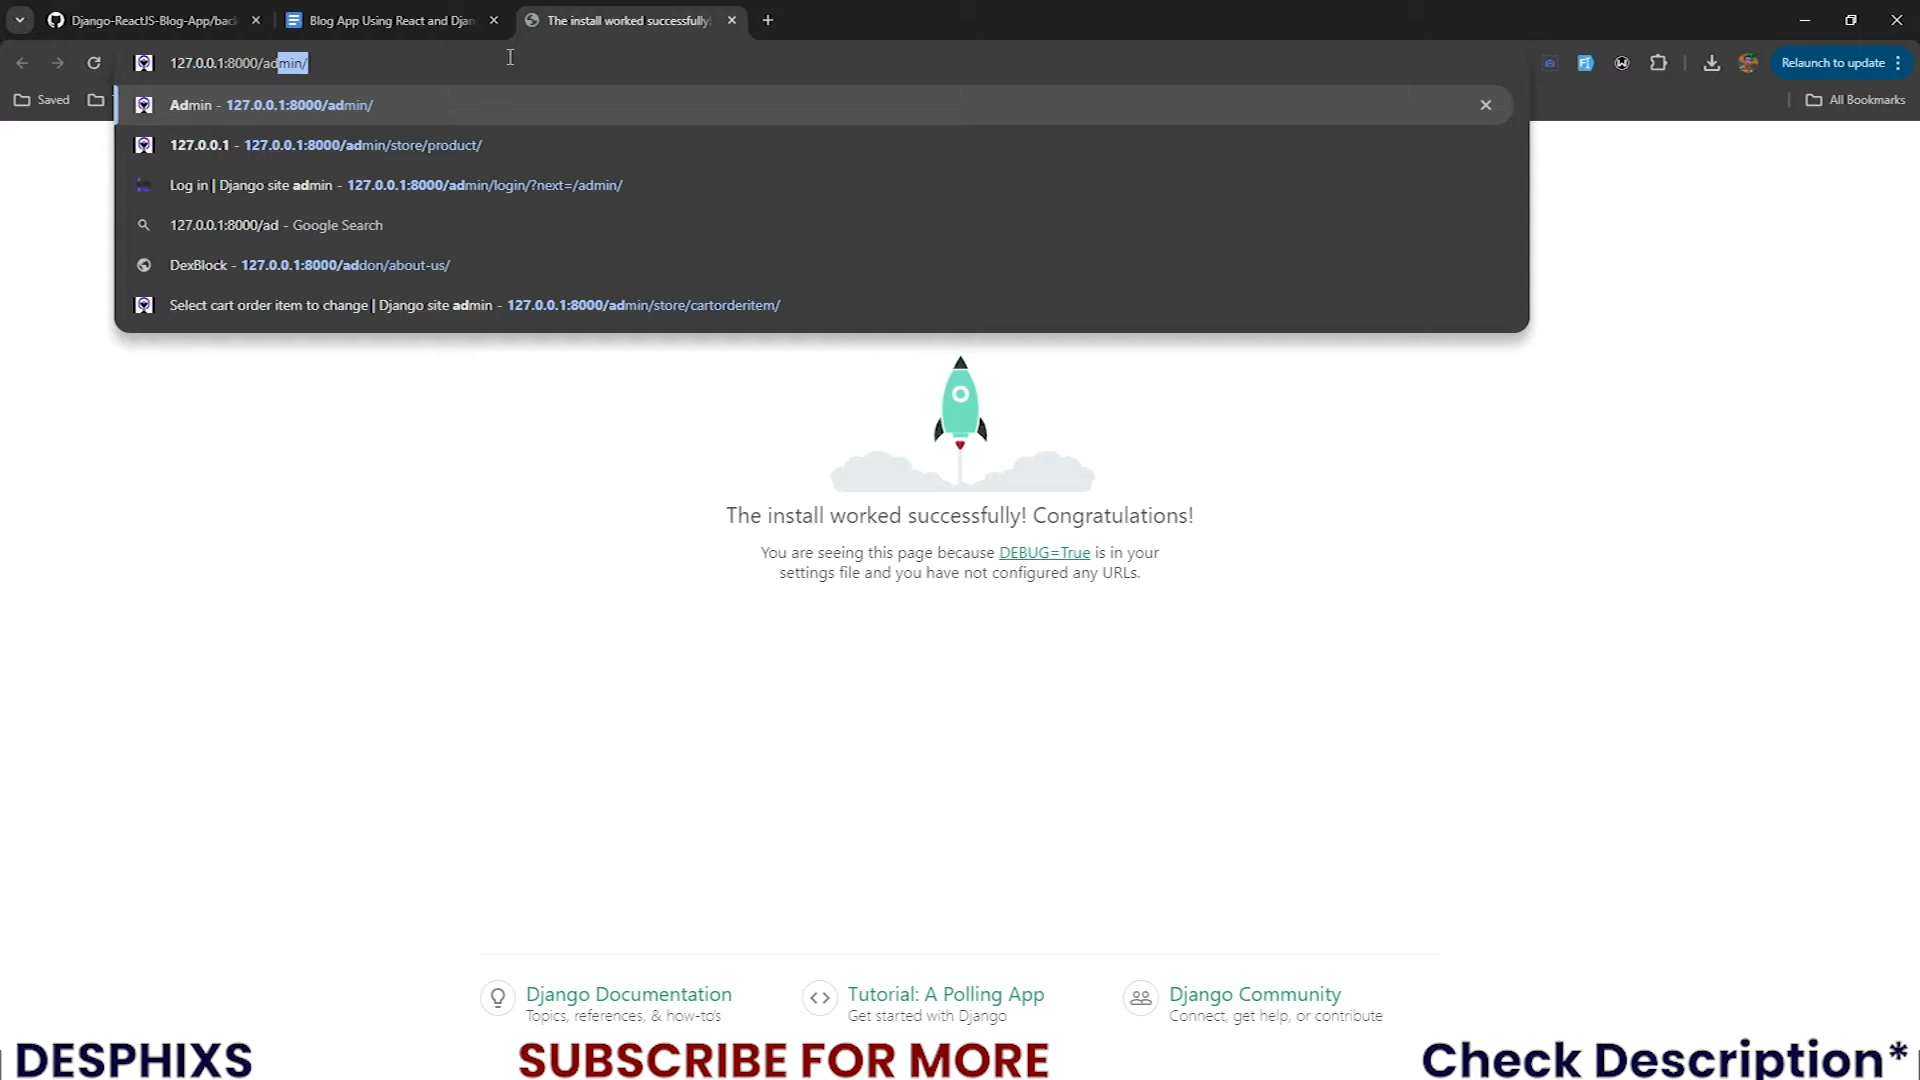 Django-ReactJS-Blog-App/back
Blog App Using React and Djan
The install worked successfully!
127.0.0.1:8000/admin/
Relaunch to update
Saved
All Bookmarks
Admin - 127.0.0.1:8000/admin/
127.0.0.1 - 127.0.0.1:8000/admin/store/product/
Log in | Django site admin - 127.0.0.1:8000/admin/login/?next=/admin/
127.0.0.1:8000/ad - Google Search
DexBlock - 127.0.0.1:8000/addon/about-us/
Select cart order item to change | Django site admin - 127.0.0.1:8000/admin/store/cartorderitem/
The install worked successfully! Congratulations!
You are seeing this page because DEBUG=True is in your
settings file and you have not configured any URLs.
Django Documentation
Topics, references, & how-to's
Tutorial: A Polling App
Get started with Django
Django Community
Connect, get help, or contribute
DESPHIXS
SUBSCRIBE FOR MORE
Check Description*